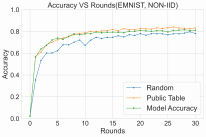 Accuracy VS Rounds(EMNIST, NON-IID)
1.0
0.8
0.6
0.4
0.2
0.0
Accuracy
Random
Public Table
Model Accuracy
0 5 10 15 20 25 30
Rounds